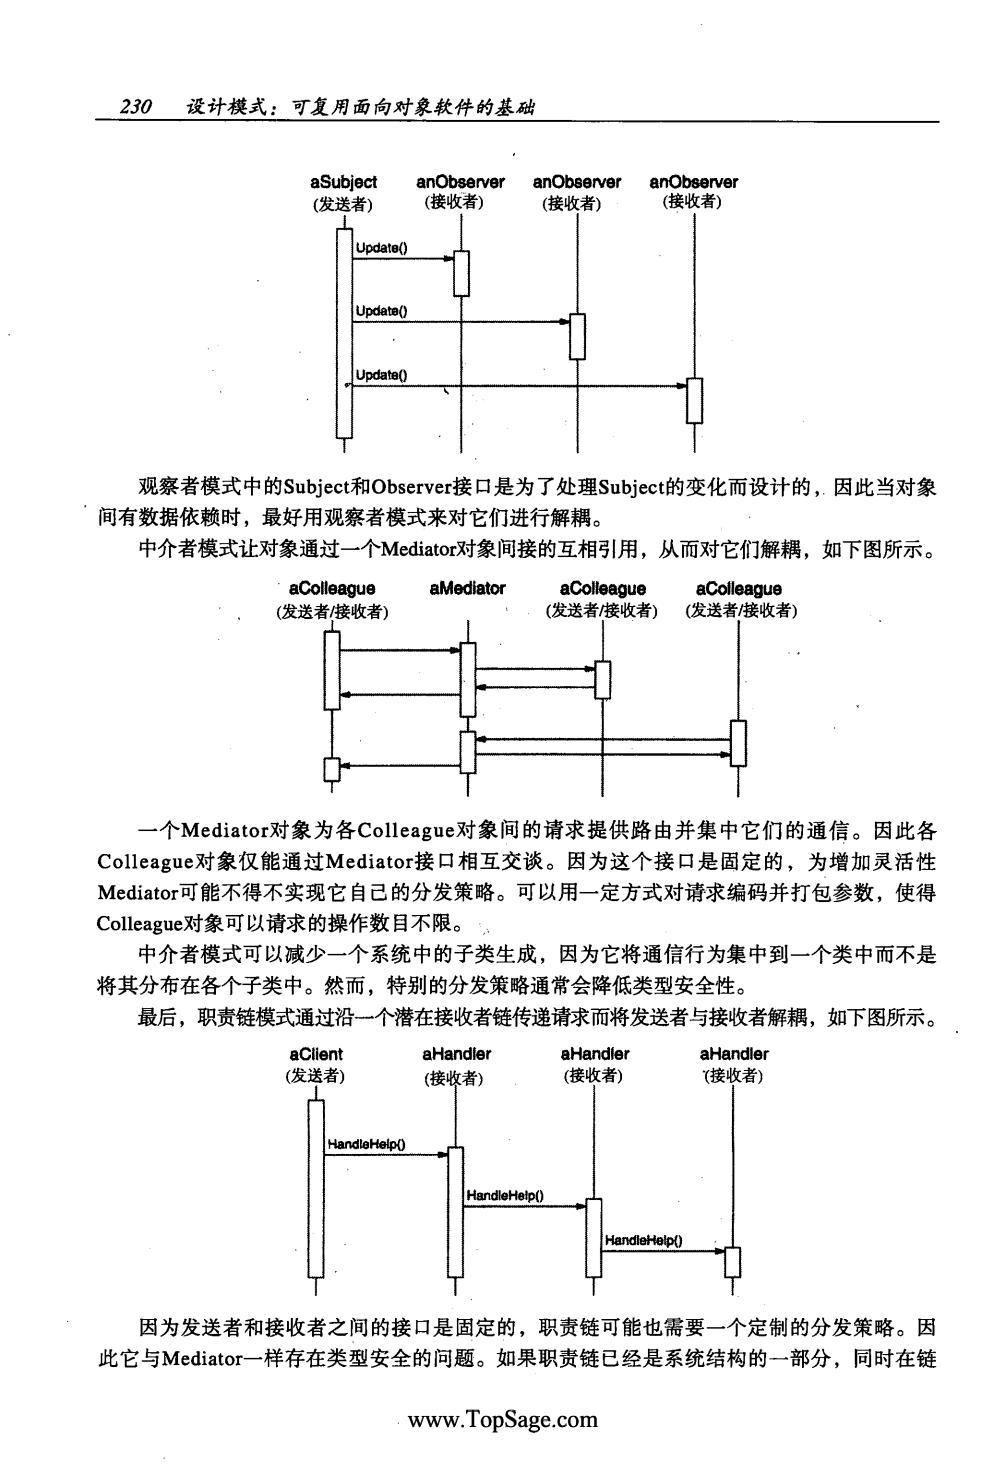 230 设计模式：可复用面向对象软件的基础
aSubject anObserver anObserver anObserver
(发送者) (接收者) (接收者) (接收者)
Update()
Update()
Update()
观察者模式中的Subject和Observer接口是为了处理Subject的变化而设计的，因此当对象
间有数据依赖时，最好用观察者模式来对它们进行解耦。
中介者模式让对象通过一个Mediator对象间接的互相引用，从而对它们解耦，如下图所示。
aColleague aMediator aColleague aColleague
(发送者/接收者) (发送者/接收者) (发送者/接收者)
一个Mediator对象为各Colleague对象间的请求提供路由并集中它们的通信。因此各
Colleague对象仅能通过Mediator接口相互交谈。因为这个接口是固定的，为增加灵活性
Mediator可能不得不实现它自己的分发策略。可以用一定方式对请求编码并打包参数，使得
Colleague对象可以请求的操作数目不限。
中介者模式可以减少一个系统中的子类生成，因为它将通信行为集中到一个类中而不是
将其分布在各个子类中。然而，特别的分发策略通常会降低类型安全性。
最后，职责链模式通过沿一个潜在接收者链传递请求而将发送者与接收者解耦，如下图所示。
aClient aHandler aHandler aHandler
(发送者) (接收者) (接收者) (接收者)
HandleHelp()
HandleHelp()
HandleHelp()
因为发送者和接收者之间的接口是固定的，职责链可能也需要一个定制的分发策略。因
此它与Mediator一样存在类型安全的问题。如果职责链已经是系统结构的一部分，同时在链
www.TopSage.com